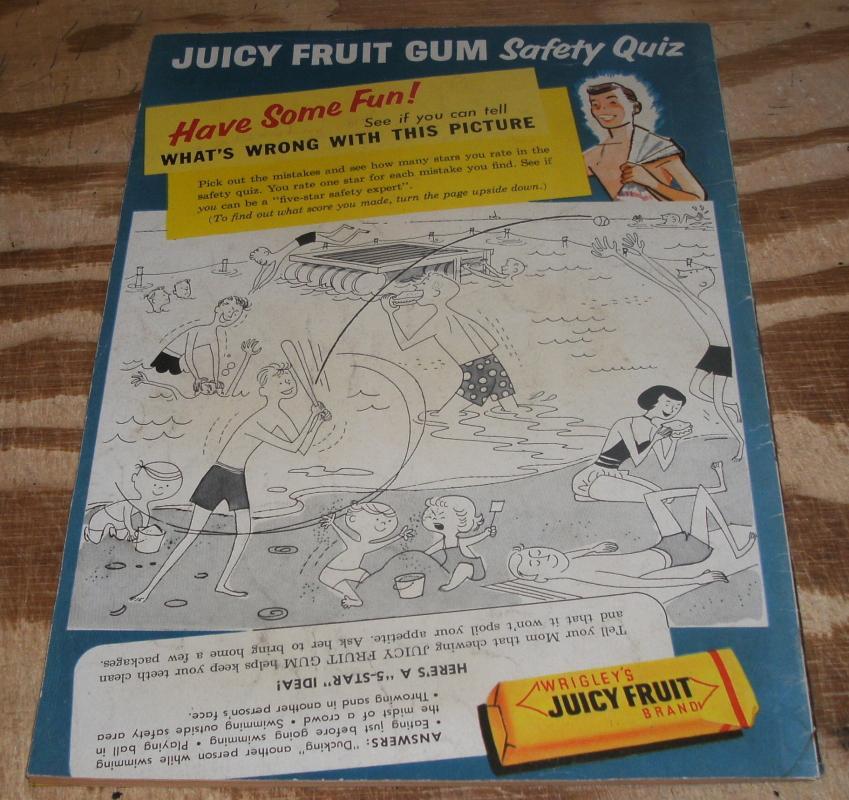 JUICY FRUIT GUM Safety Quiz
Have Some Fun!
See if you can tell
WHAT'S WRONG WITH THIS PICTURE
Pick out the mistakes and see how many stars you rate in the
safety quiz. You rate one star for each mistake you find. See if
you can be a "five-star safety expert".
(To find out what score you made, turn the page upside down.)
ANSWERS: "Ducking" another person while swimming
• Eating just before going swimming • Playing ball in
the midst of a crowd • Swimming outside safety area
• Throwing sand in another person's face.
HERE'S A "5-STAR" IDEA!
Tell your Mom that chewing JUICY FRUIT GUM helps keep your teeth clean
and that it won't spoil your appetite. Ask her to bring home a few packages.
WRIGLEY'S
JUICY FRUIT
BRAND